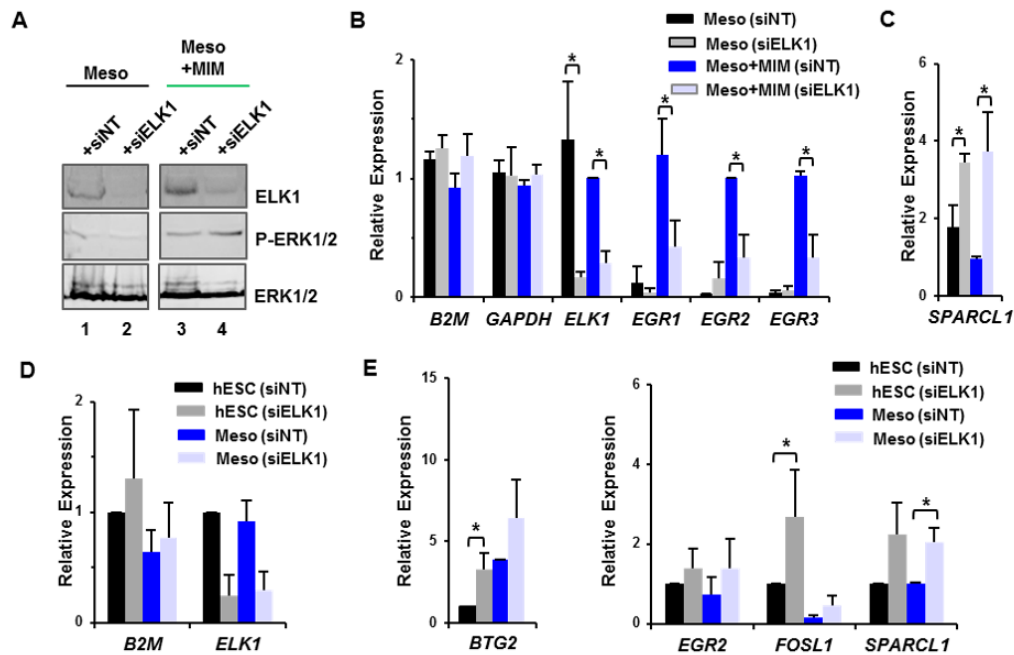 A
Meso
Meso
+MIM
+siNT
+siELK1
+siNT
+siELK1
ELK1
P-ERK1/2
ERK1/2
1 2 3 4
B
Meso (siNT)
Meso (siELK1)
Meso+MIM (siNT)
Meso+MIM (siELK1)
Relative Expression
2
1
0
* * * * *
B2M GAPDH ELK1 EGR1 EGR2 EGR3
C
Relative Expression
6
4
2
0
* *
SPARCL1
D
hESC (siNT)
hESC (siELK1)
Meso (siNT)
Meso (siELK1)
Relative Expression
2
1
0
B2M ELK1
E
Relative Expression
15
10
5
0
*
BTG2
hESC (siNT)
hESC (siELK1)
Meso (siNT)
Meso (siELK1)
Relative Expression
6
4
2
0
* *
EGR2 FOSL1 SPARCL1